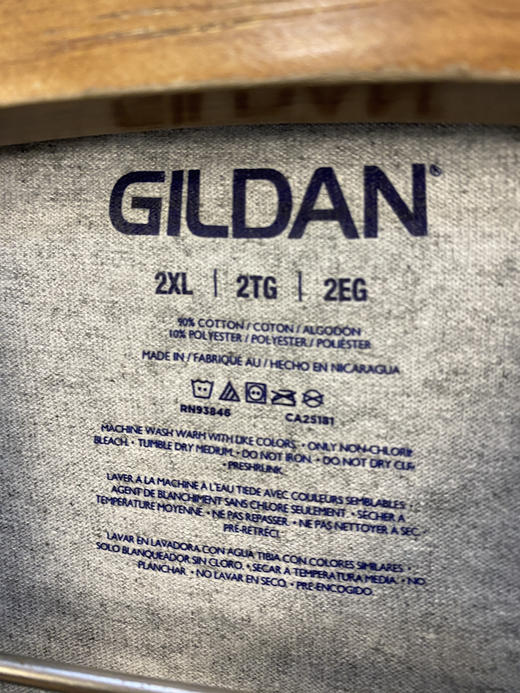 GILDAN®
2XL | 2TG | 2EG
90% COTTON / COTON / ALGODON
10% POLYESTER / POLYESTER / POLIÉSTER
MADE IN / FABRIQUÉ AU / HECHO EN NICARAGUA
RN93846 CA25181
MACHINE WASH WARM WITH LIKE COLORS. • ONLY NON-CHLORI
BLEACH. • TUMBLE DRY MEDIUM. • DO NOT IRON. • DO NOT DRY CLE
• PRESHRUNK.
LAVER A LA MACHINE À L'EAU TIEDE AVEC COULEURS SEMBLABLES. •
AGENT DE BLANCHIMENT SANS CHLORE SEULEMENT. • SÉCHER A
TEMPÉRATURE MOYENNE. • NE PAS REPASSER. • NE PAS NETTOYER À SEC.
PRÉ-RETRÉCI.
LAVAR EN LAVADORA CON AGUA TIBIA CON COLORES SIMILARES. •
SOLO BLANQUEADOR SIN CLORO. • SECAR A TEMPERATURA MEDIA. • NO
PLANCHAR. • NO LAVAR EN SECO. • PRE-ENCOGIDO.